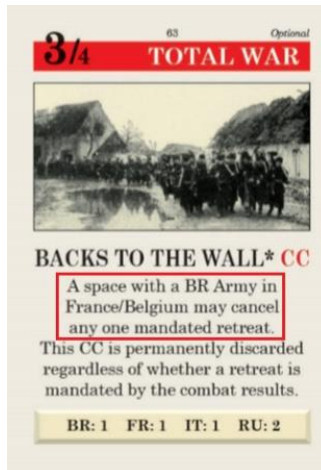 63
Optional
3/4
TOTAL WAR
BACKS TO THE WALL* CC
A space with a BR Army in
France/Belgium may cancel
any one mandated retreat.
This CC is permanently discarded
regardless of whether a retreat is
mandated by the combat results.
BR: 1 FR: 1 IT: 1 RU: 2